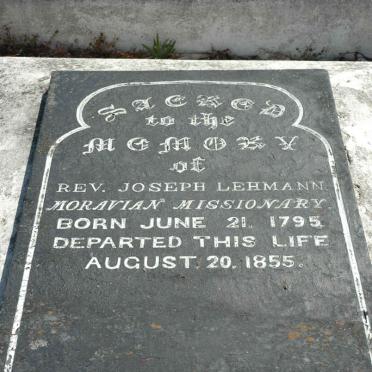 SACRED
to the
MEMORY
of
REV. JOSEPH LEHMANN
MORAVIAN MISSIONARY
BORN JUNE 21. 1795
DEPARTED THIS LIFE
AUGUST 20. 1855.